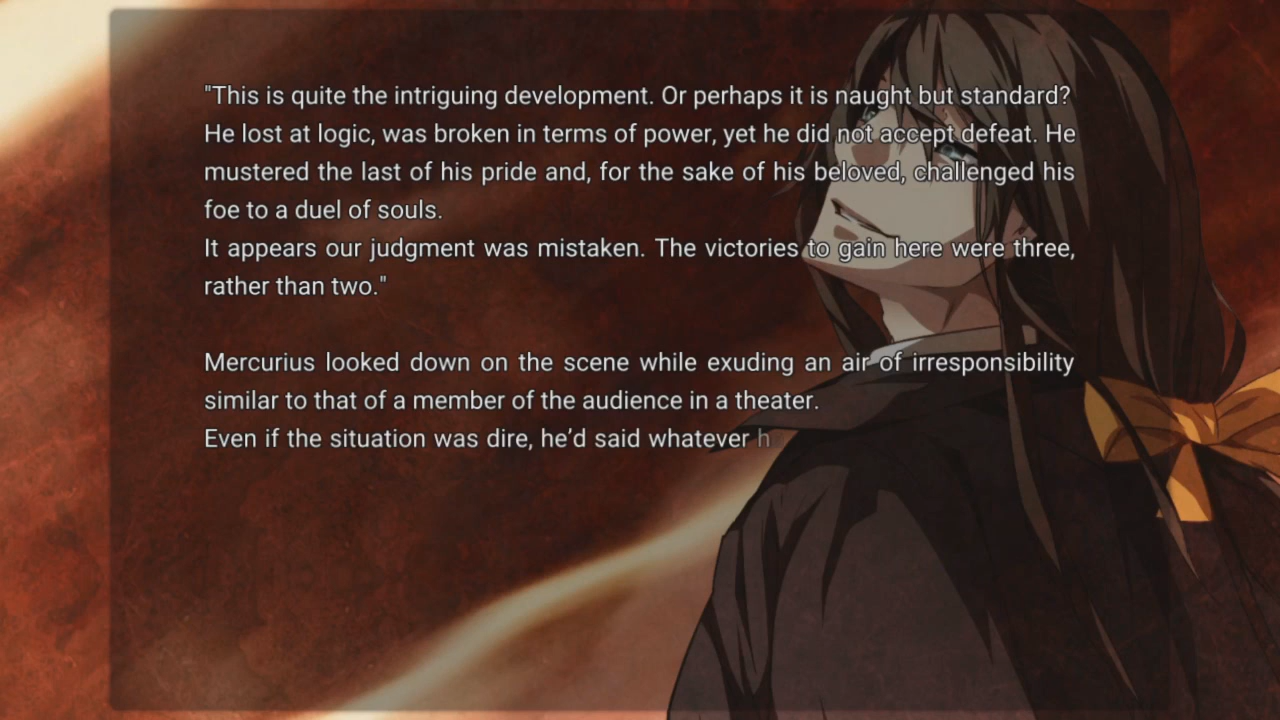 "This is quite the intriguing development. Or perhaps it is naught but standard?
He lost at logic, was broken in terms of power, yet he did not accept defeat. He
mustered the last of his pride and, for the sake of his beloved, challenged his
foe to a duel of souls.
It appears our judgment was mistaken. The victories to gain here were three,
rather than two."
Mercurius looked down on the scene while exuding an air of irresponsibility
similar to that of a member of the audience in a theater.
Even if the situation was dire, he’d said whatever h